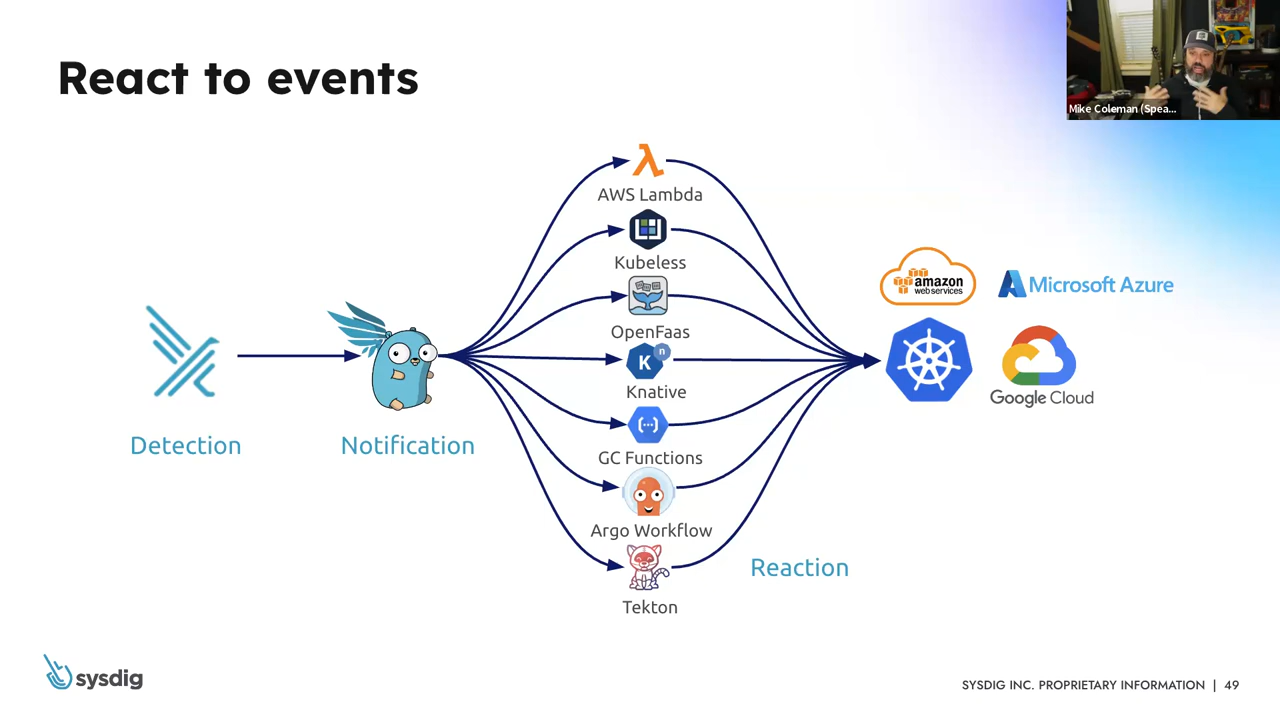 React to events
Mike Coleman (Spea...
AWS Lambda
Kubeless
OpenFaas
K
n
Knative
GC Functions
Argo Workflow
Tekton
Detection
Notification
Reaction
amazon
web services
Microsoft Azure
Google Cloud
sysdig
SYSDIG INC. PROPRIETARY INFORMATION | 49